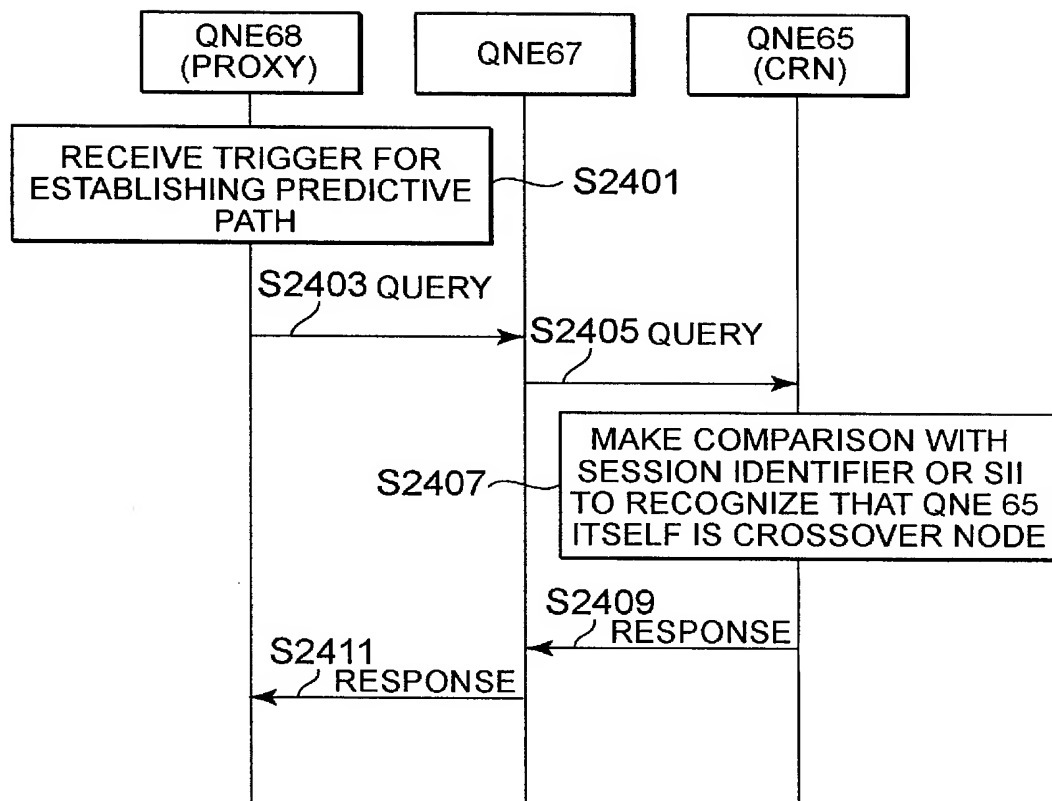 QNE68
(PROXY)
QNE67
QNE65
(CRN)
RECEIVE TRIGGER FOR
ESTABLISHING PREDICTIVE
PATH
S2401
S2403 QUERY
S2405 QUERY
MAKE COMPARISON WITH
SESSION IDENTIFIER OR SII
TO RECOGNIZE THAT QNE 65
ITSELF IS CROSSOVER NODE
S2407
S2409
RESPONSE
S2411
RESPONSE